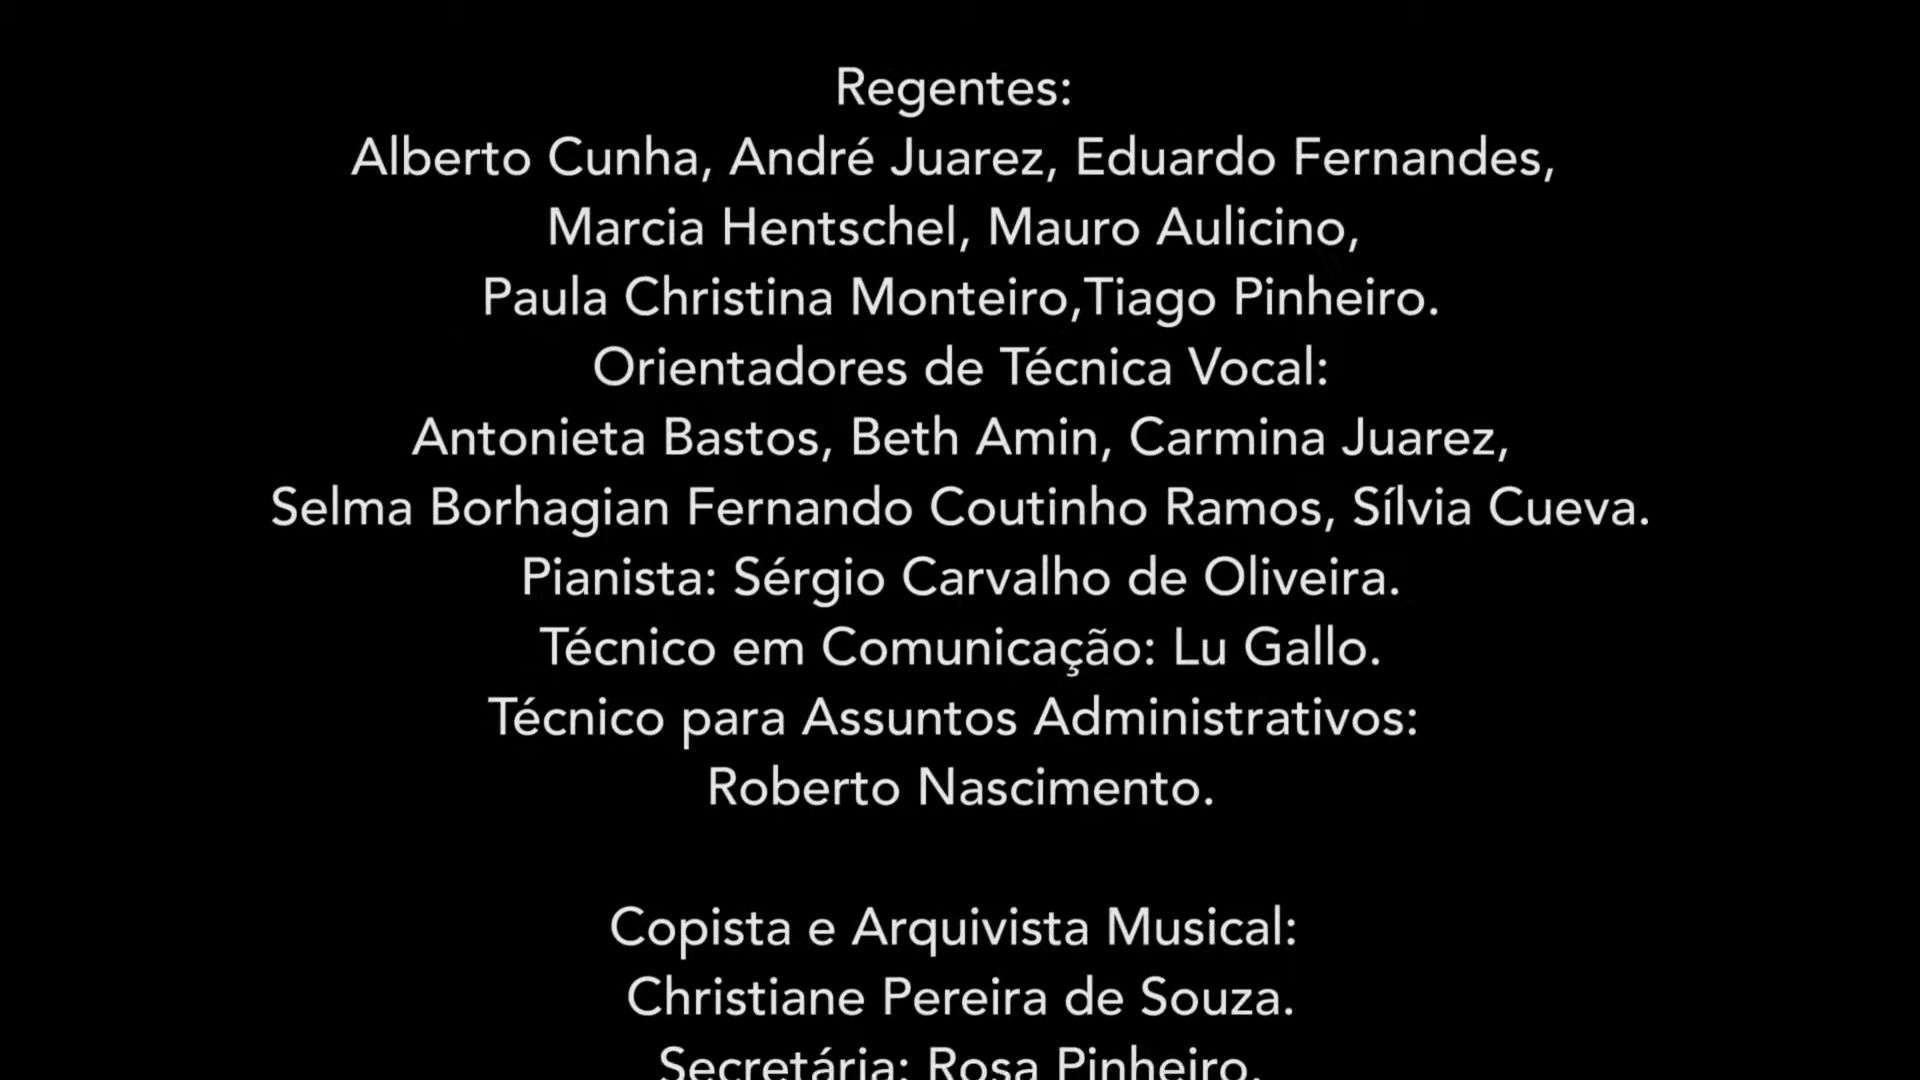 Regentes:
Alberto Cunha, André Juarez, Eduardo Fernandes,
Marcia Hentschel, Mauro Aulicino,
Paula Christina Monteiro,Tiago Pinheiro.
Orientadores de Técnica Vocal:
Antonieta Bastos, Beth Amin, Carmina Juarez,
Selma Borhagian Fernando Coutinho Ramos, Sílvia Cueva.
Pianista: Sérgio Carvalho de Oliveira.
Técnico em Comunicação: Lu Gallo.
Técnico para Assuntos Administrativos:
Roberto Nascimento.
Copista e Arquivista Musical:
Christiane Pereira de Souza.
Secretária: Rosa Pinheiro.